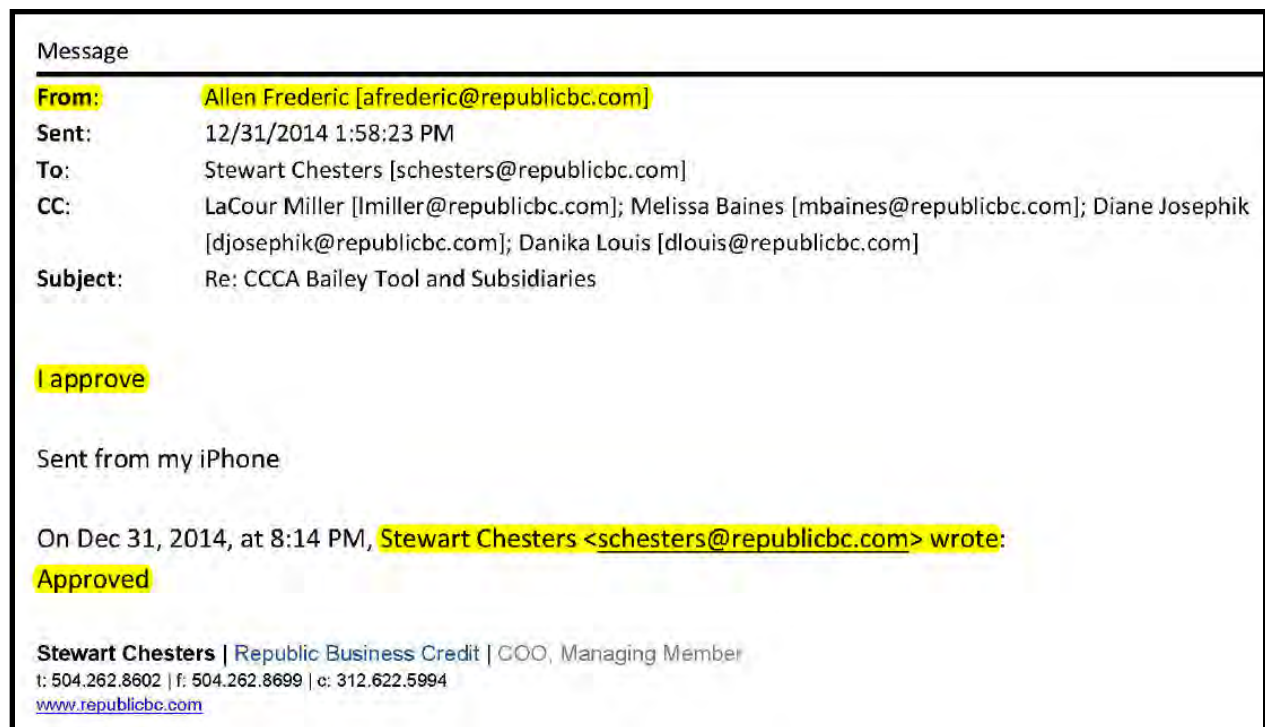 Message
From: Allen Frederic [afrederic@republicbc.com]
Sent: 12/31/2014 1:58:23 PM
To: Stewart Chesters [schesters@republicbc.com]
CC: LaCour Miller [lmiller@republicbc.com]; Melissa Baines [mbaines@republicbc.com]; Diane Josephik
[djosephik@republicbc.com]; Danika Louis [dlouis@republicbc.com]
Subject: Re: CCCA Bailey Tool and Subsidiaries
I approve
Sent from my iPhone
On Dec 31, 2014, at 8:14 PM, Stewart Chesters <schesters@republicbc.com> wrote:
Approved
Stewart Chesters | Republic Business Credit | COO, Managing Member
t: 504.262.8602 | f: 504.262.8699 | c: 312.622.5994
www.republicbc.com